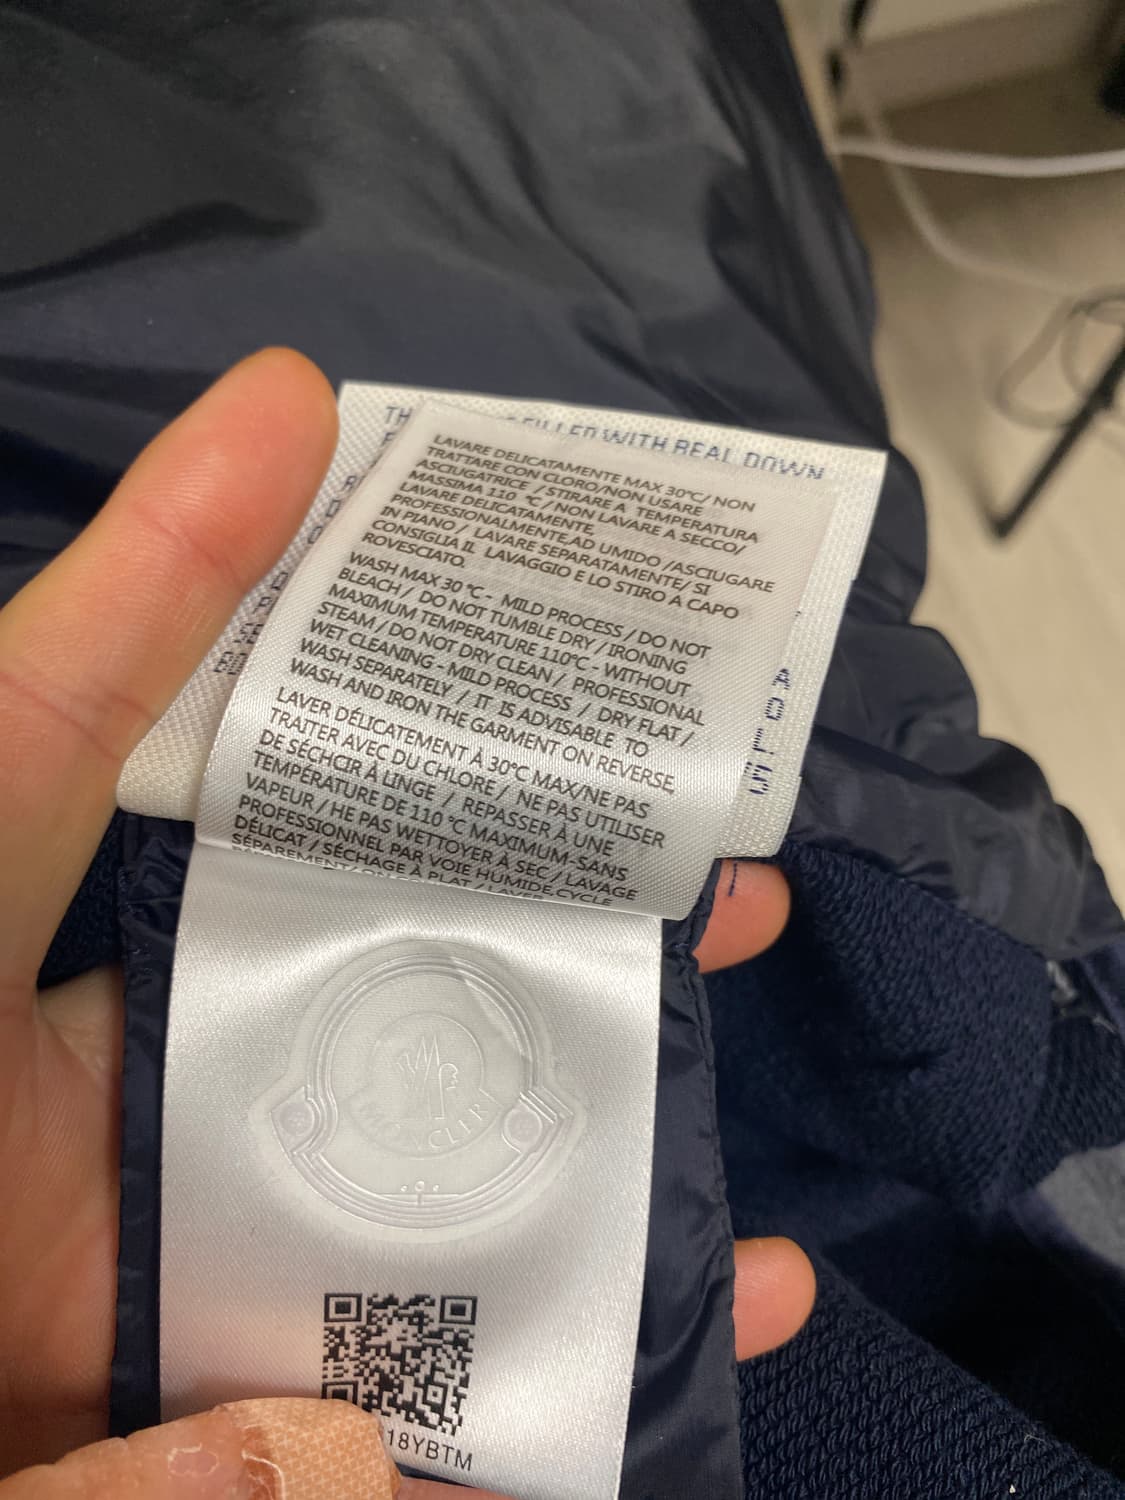 FILLED WITH REAL DOWN
LAVARE DELICATAMENTE MAX 30°C/ NON
TRATTARE CON CLORO/NON USARE
ASCIUGATRICE /STIRARE A TEMPERATURA
MASSIMA 110 °C/ NON LAVARE A SECCO/
LAVARE DELICATAMENTE,
PROFESSIONALMENTE,AD UMIDO /ASCIUGARE
IN PIANO/ LAVARE SEPARATAMENTE/ SI
CONSIGLIA IL LAVAGGIO E LO STIRO A CAPO
ROVESCIATO.
WASH MAX 30 °C - MILD PROCESS / DO NOT
BLEACH / DO NOT TUMBLE DRY / IRONING
MAXIMUM TEMPERATURE 110°C - WITHOUT
STEAM / DO NOT DRY CLEAN / PROFESSIONAL
WET CLEANING - MILD PROCESS / DRY FLAT /
WASH SEPARATELY / IT IS ADVISABLE TO
WASH AND IRON THE GARMENT ON REVERSE,
LAVER DÉLICATEMENT À 30°C MAX/NE PAS
TRAITER AVEC DU CHLORE / NE PAS UTILISER
DE SÉCHCIR À LINGE / REPASSER À UNE
TEMPÉRATURE DE 110 °C MAXIMUM-SANS
VAPEUR / HE PAS WETTOYER À SEC / LAVAGE
PROFESSIONNEL PAR VOIE HUMIDE,CYCLE
DÉLICAT / SÉCHAGE À PLAT / LAVER
SÉPAREMENT/
MONCLER
18YBTM